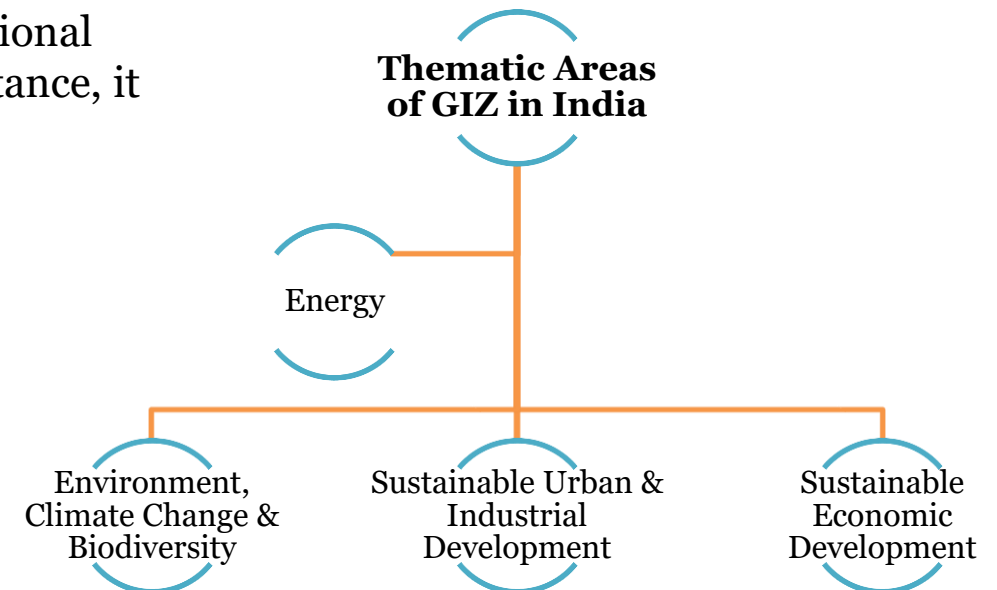 ional
tance, it
Thematic Areas
of GIZ in India
Energy
Environment,
Climate Change &
Biodiversity
Sustainable Urban &
Industrial
Development
Sustainable
Economic
Development